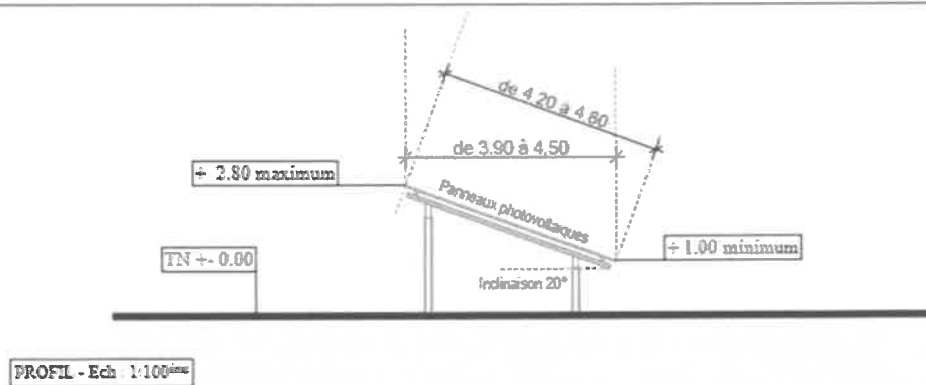 de 4.20 à 4.80
de 3.90 à 4,50
+ 2.80 maximum
Panneaux photovoltaïques
+ 1.00 minimum
TN +- 0.00
Inclinaison 20°
PROFIL - Ech : 1:100ème